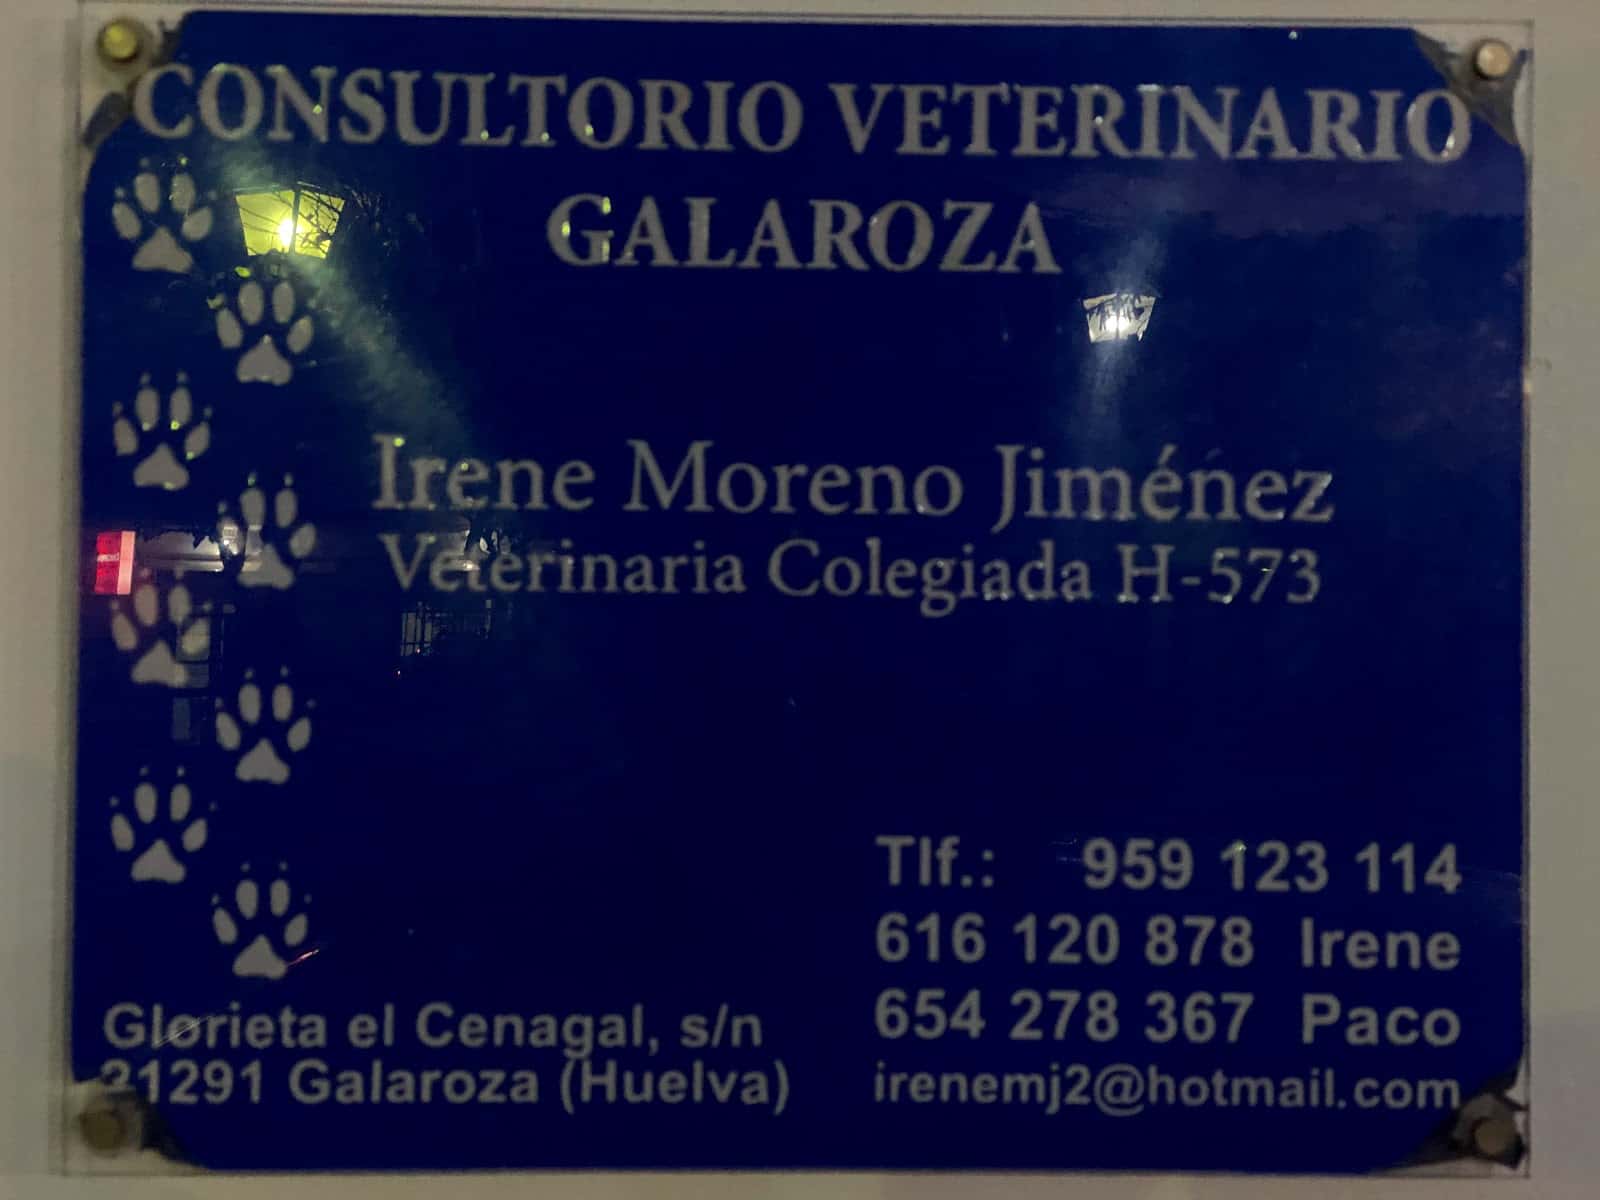 CONSULTORIO VETERINARIO
GALAROZA
Irene Moreno Jiménez
Veterinaria Colegiada H-573
Tlf.: 959 123 114
616 120 878 Irene
654 278 367 Paco
irenemj2@hotmail.com
Glorieta el Cenagal, s/n
21291 Galaroza (Huelva)